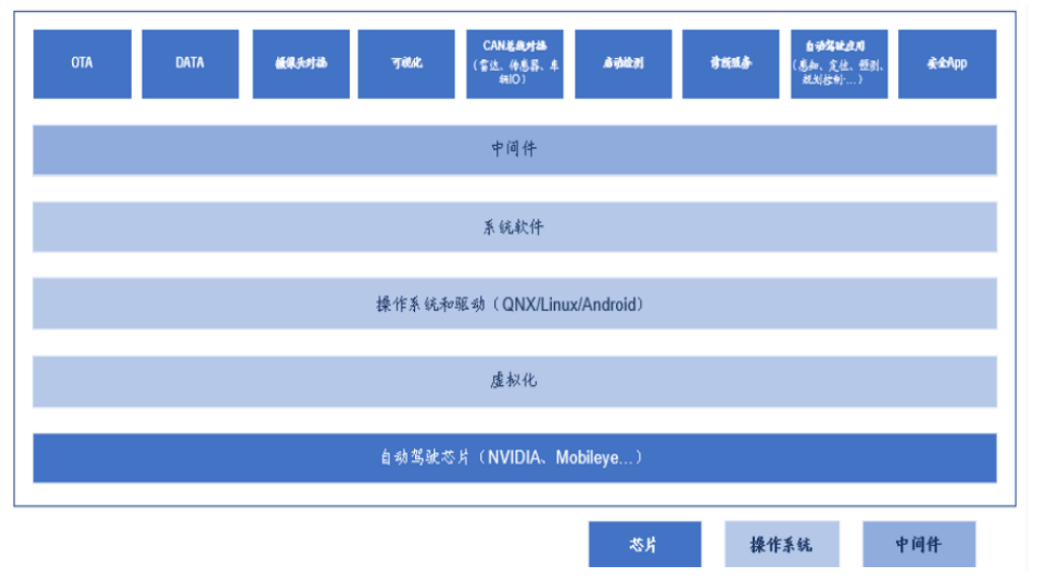 OTA
DATA
摄像头对接
可视化
CAN总线对接
（雷达、传感器、车
辆IO）
启动检测
诊断服务
自动驾驶应用
（感知、定位、预测、
规划控制…）
安全App
中间件
系统软件
操作系统和驱动（QNX/Linux/Android）
虚拟化
自动驾驶芯片（NVIDIA、Mobileye...）
芯片
操作系统
中间件